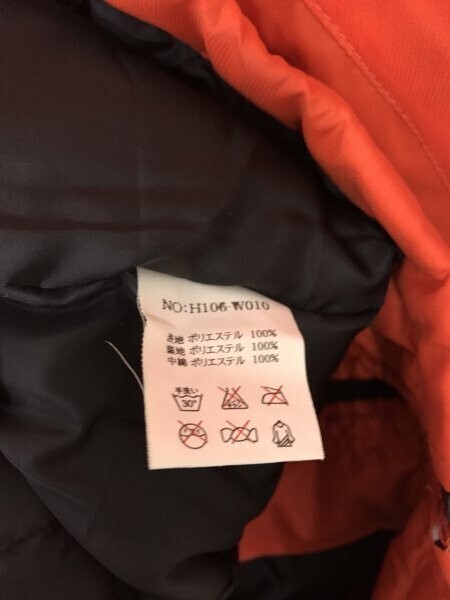 NO:H106-W010
表地 ポリエステル 100%
裏地 ポリエステル 100%
中綿 ポリエステル 100%
手洗い
30°